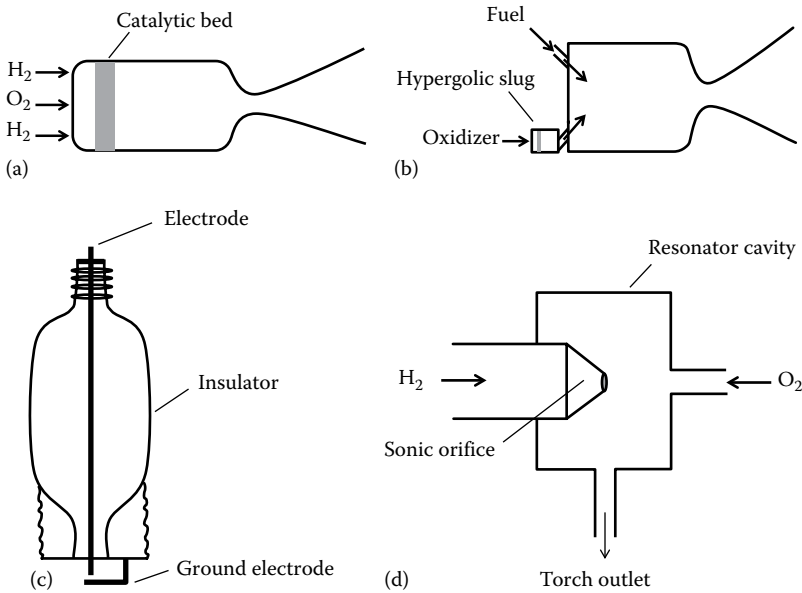 Catalytic bed
H₂
O₂
H₂
(a)
Fuel
Hypergolic slug
Oxidizer
(b)
Electrode
Insulator
Ground electrode
(c)
Resonator cavity
H₂
O₂
Sonic orifice
Torch outlet
(d)